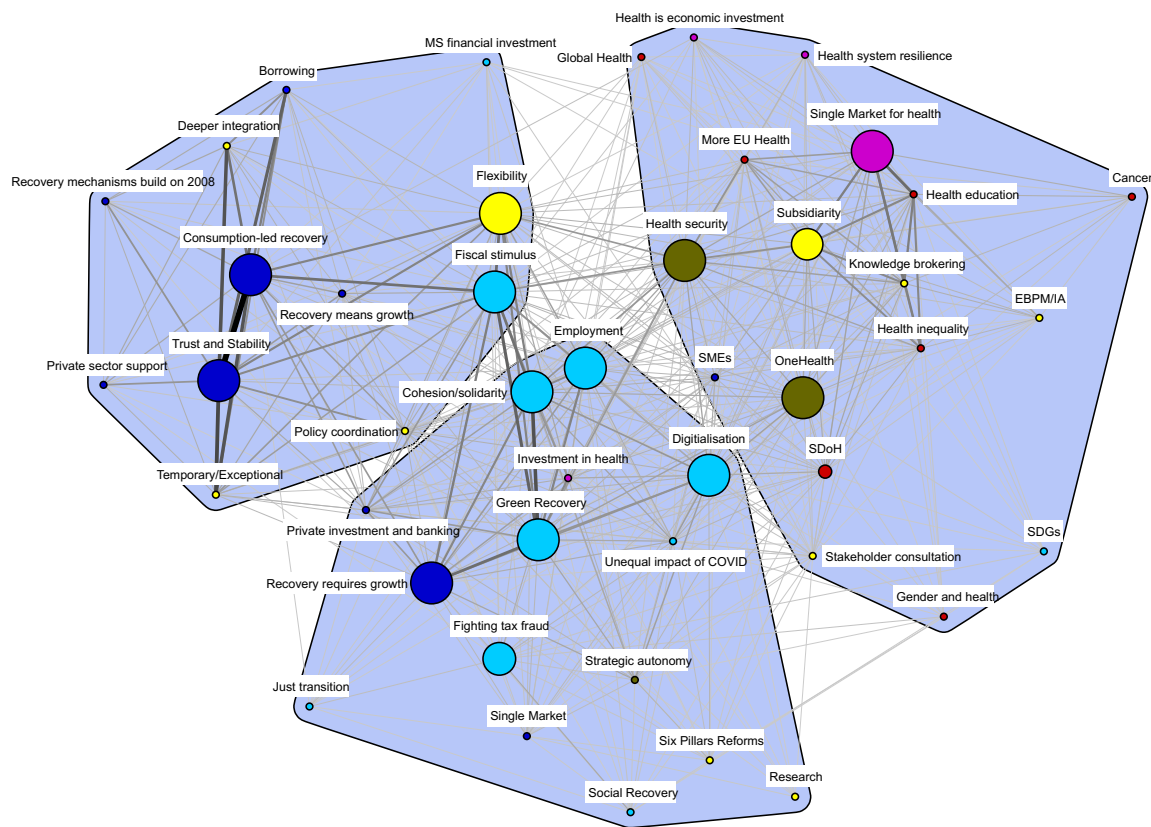 Health is economic investment
MS financial investment
Global Health
Health system resilience
Borrowing
Single Market for health
Deeper integration
More EU Health
Recovery mechanisms build on 2008
Cancer
Flexibility
Health education
Subsidiarity
Health security
Consumption-led recovery
Fiscal stimulus
Knowledge brokering
EBPM/IA
Recovery means growth
Health inequality
Employment
Trust and Stability
SMEs
OneHealth
Private sector support
Cohesion/solidarity
Policy coordination
Digitalisation
SDoH
Investment in health
Temporary/Exceptional
Green Recovery
Private investment and banking
SDGs
Unequal impact of COVID
Stakeholder consultation
Recovery requires growth
Gender and health
Fighting tax fraud
Strategic autonomy
Just transition
Single Market
Six Pillars Reforms
Research
Social Recovery